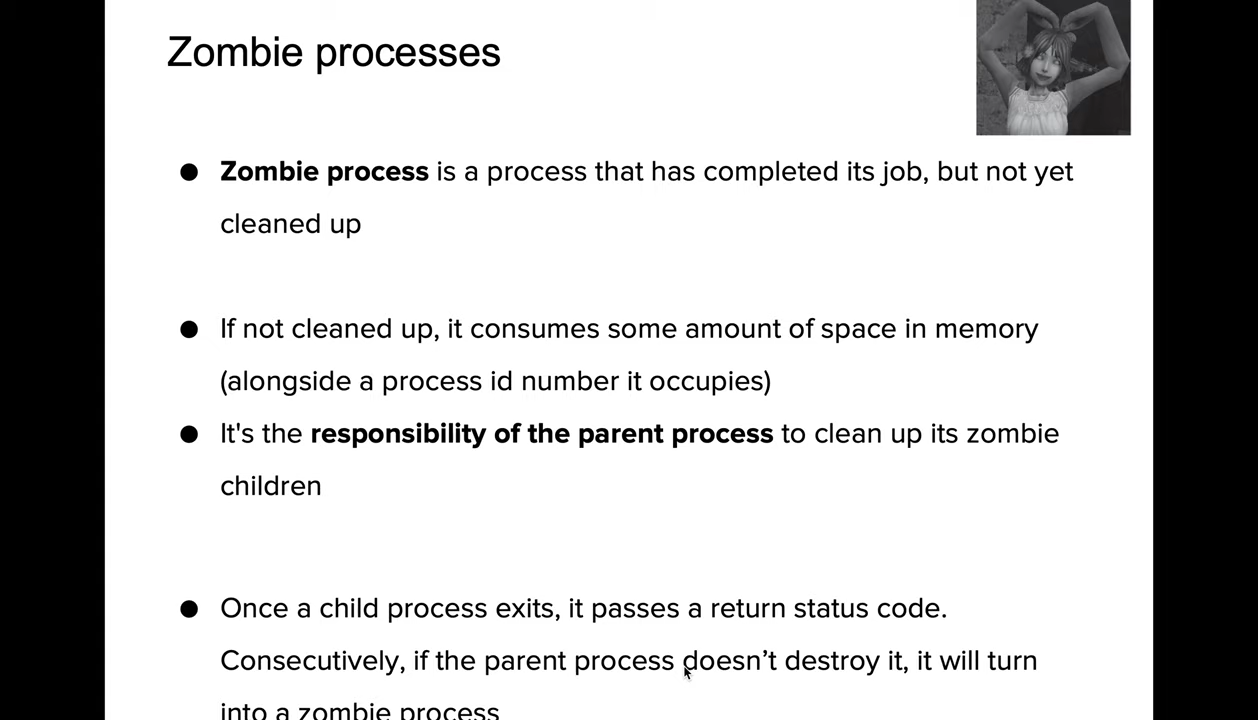 Zombie processes
● Zombie process is a process that has completed its job, but not yet
cleaned up
● If not cleaned up, it consumes some amount of space in memory
(alongside a process id number it occupies)
● It's the responsibility of the parent process to clean up its zombie
children
● Once a child process exits, it passes a return status code.
Consecutively, if the parent process doesn’t destroy it, it will turn
into a zombie process